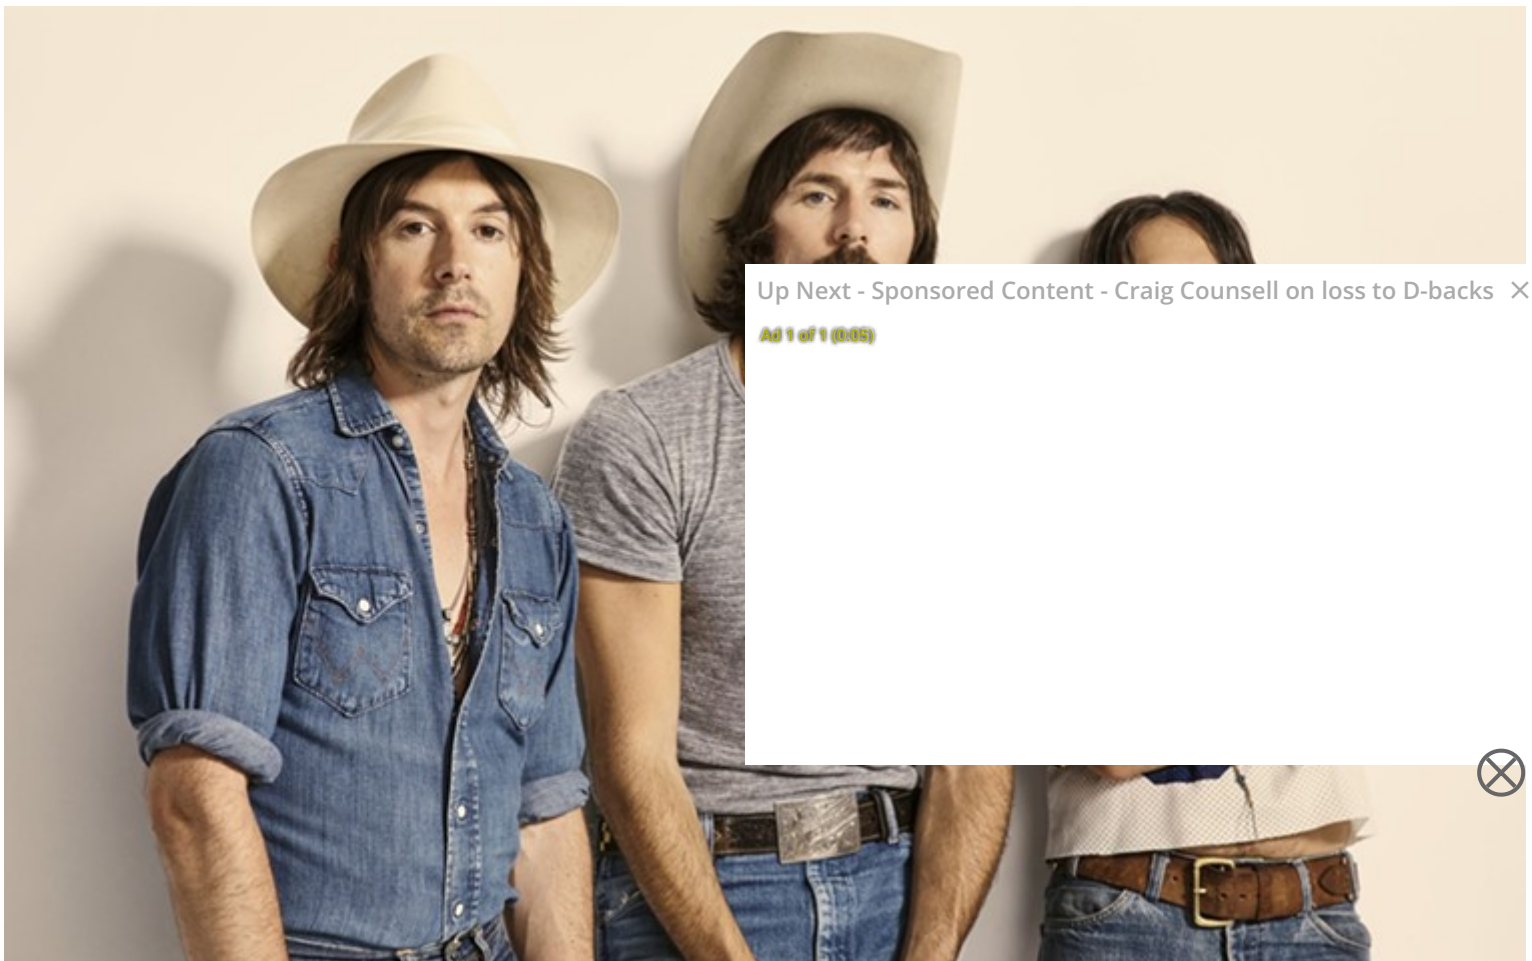 Up Next - Sponsored Content - Craig Counsell on loss to D-backs
Ad 1 of 1 (0:05)